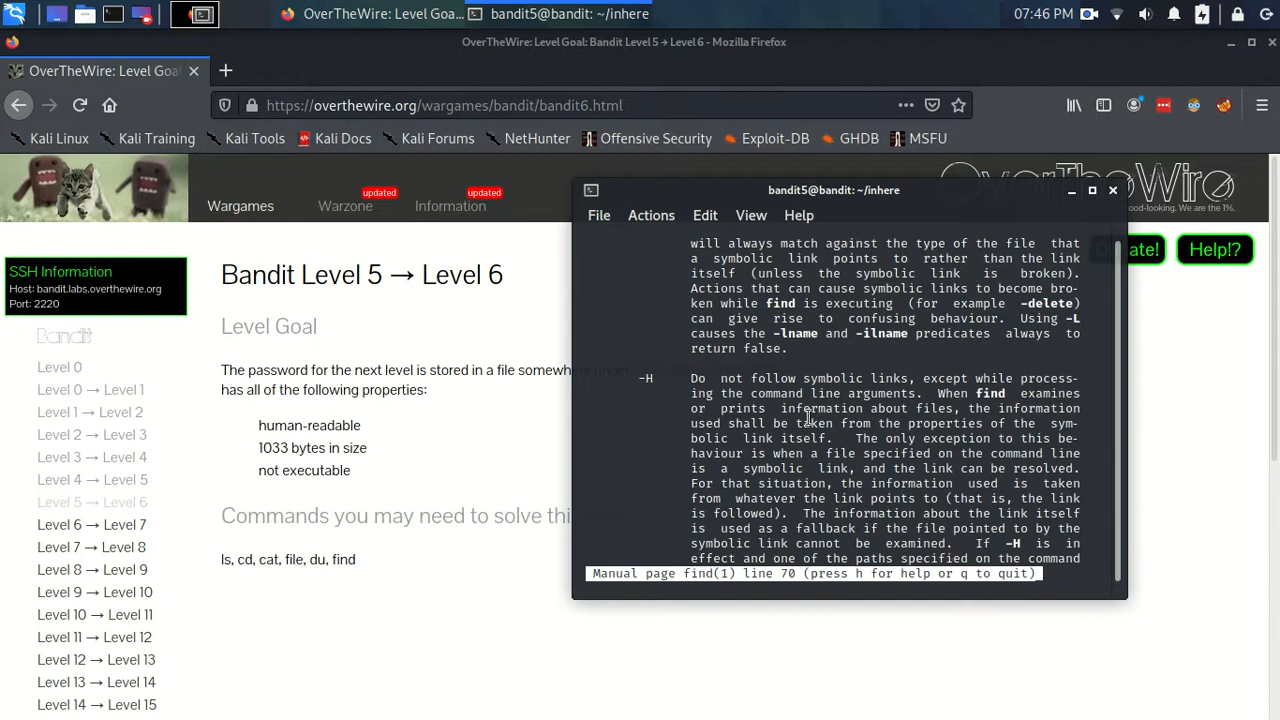 OverTheWire: Level Goa...
bandit5@bandit: ~/inhere
07:46 PM
OverTheWire: Level Goal: Bandit Level 5 → Level 6 - Mozilla Firefox
OverTheWire: Level Goal
https://overthewire.org/wargames/bandit/bandit6.html
Kali Linux
Kali Training
Kali Tools
Kali Docs
Kali Forums
NetHunter
Offensive Security
Exploit-DB
GHDB
MSFU
Wargames
Warzone
updated
Information
updated
OverTheWire
good-looking. We are the 1%.
ate!
Help!?
SSH Information
Host: bandit.labs.overthewire.org
Port: 2220
Bandit
Level 0
Level 0 → Level 1
Level 1 → Level 2
Level 2 → Level 3
Level 3 → Level 4
Level 4 → Level 5
Level 5 → Level 6
Level 6 → Level 7
Level 7 → Level 8
Level 8 → Level 9
Level 9 → Level 10
Level 10 → Level 11
Level 11 → Level 12
Level 12 → Level 13
Level 13 → Level 14
Level 14 → Level 15
Bandit Level 5 → Level 6
Level Goal
The password for the next level is stored in a file somewhere under
has all of the following properties:
human-readable
1033 bytes in size
not executable
Commands you may need to solve thi
ls, cd, cat, file, du, find
bandit5@bandit: ~/inhere
File Actions Edit View Help
will always match against the type of the file that
a symbolic link points to rather than the link
itself (unless the symbolic link is broken).
Actions that can cause symbolic links to become bro-
ken while find is executing (for example -delete)
can give rise to confusing behaviour. Using -L
causes the -lname and -ilname predicates always to
return false.
-H Do not follow symbolic links, except while process-
ing the command line arguments. When find examines
or prints information about files, the information
used shall be taken from the properties of the sym-
bolic link itself. The only exception to this be-
haviour is when a file specified on the command line
is a symbolic link, and the link can be resolved.
For that situation, the information used is taken
from whatever the link points to (that is, the link
is followed). The information about the link itself
is used as a fallback if the file pointed to by the
symbolic link cannot be examined. If -H is in
effect and one of the paths specified on the command
Manual page find(1) line 70 (press h for help or q to quit)